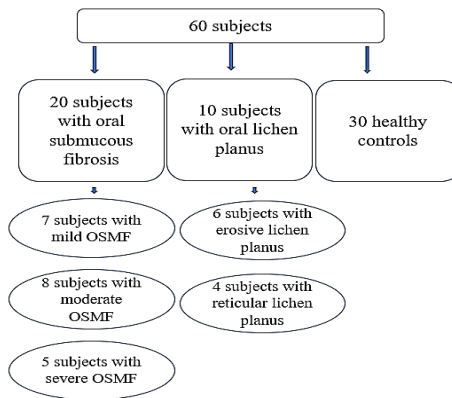 60 subjects
20 subjects
with oral
submucous
fibrosis
10 subjects
with oral lichen
planus
30 healthy
controls
7 subjects with
mild OSMF
8 subjects with
moderate
OSMF
5 subjects with
severe OSMF
6 subjects with
erosive lichen
planus
4 subjects with
reticular lichen
planus